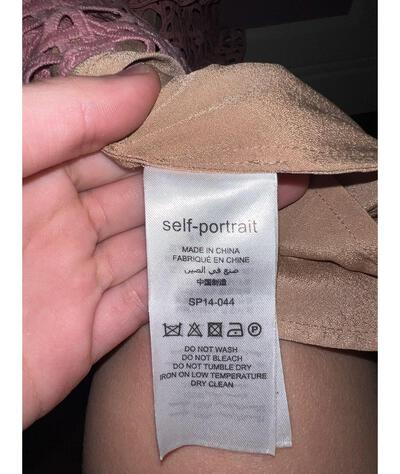 self-portrait
MADE IN CHINA
FABRIQUÉ EN CHINE
صنع في الصين
中国制造
SP14-044
DO NOT WASH
DO NOT BLEACH
DO NOT TUMBLE DRY
IRON ON LOW TEMPERATURE
DRY CLEAN